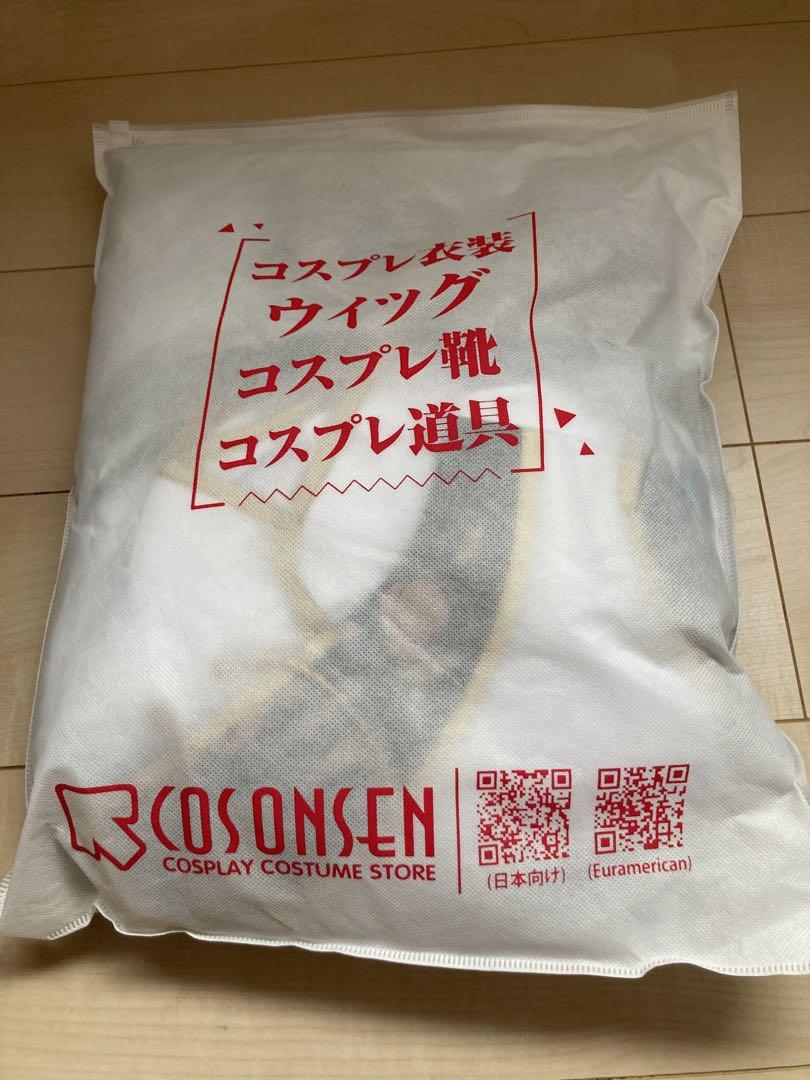 コスプレ衣装
ウィッグ
コスプレ靴
コスプレ道具
COSONSEN
COSPLAY COSTUME STORE
(日本向け)
(Euramerican)